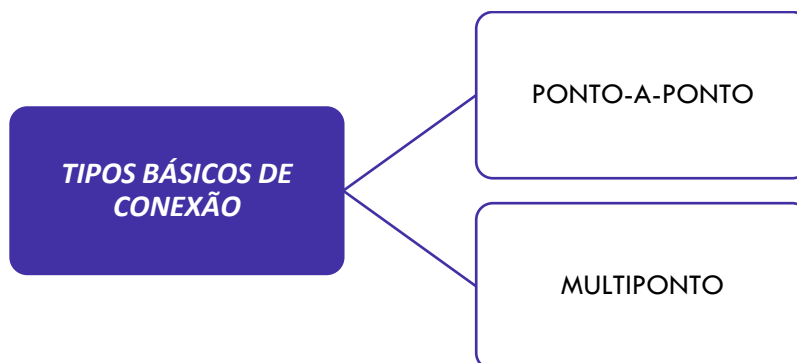 TIPOS BÁSICOS DE
CONEXÃO
PONTO-A-PONTO
MULTIPONTO